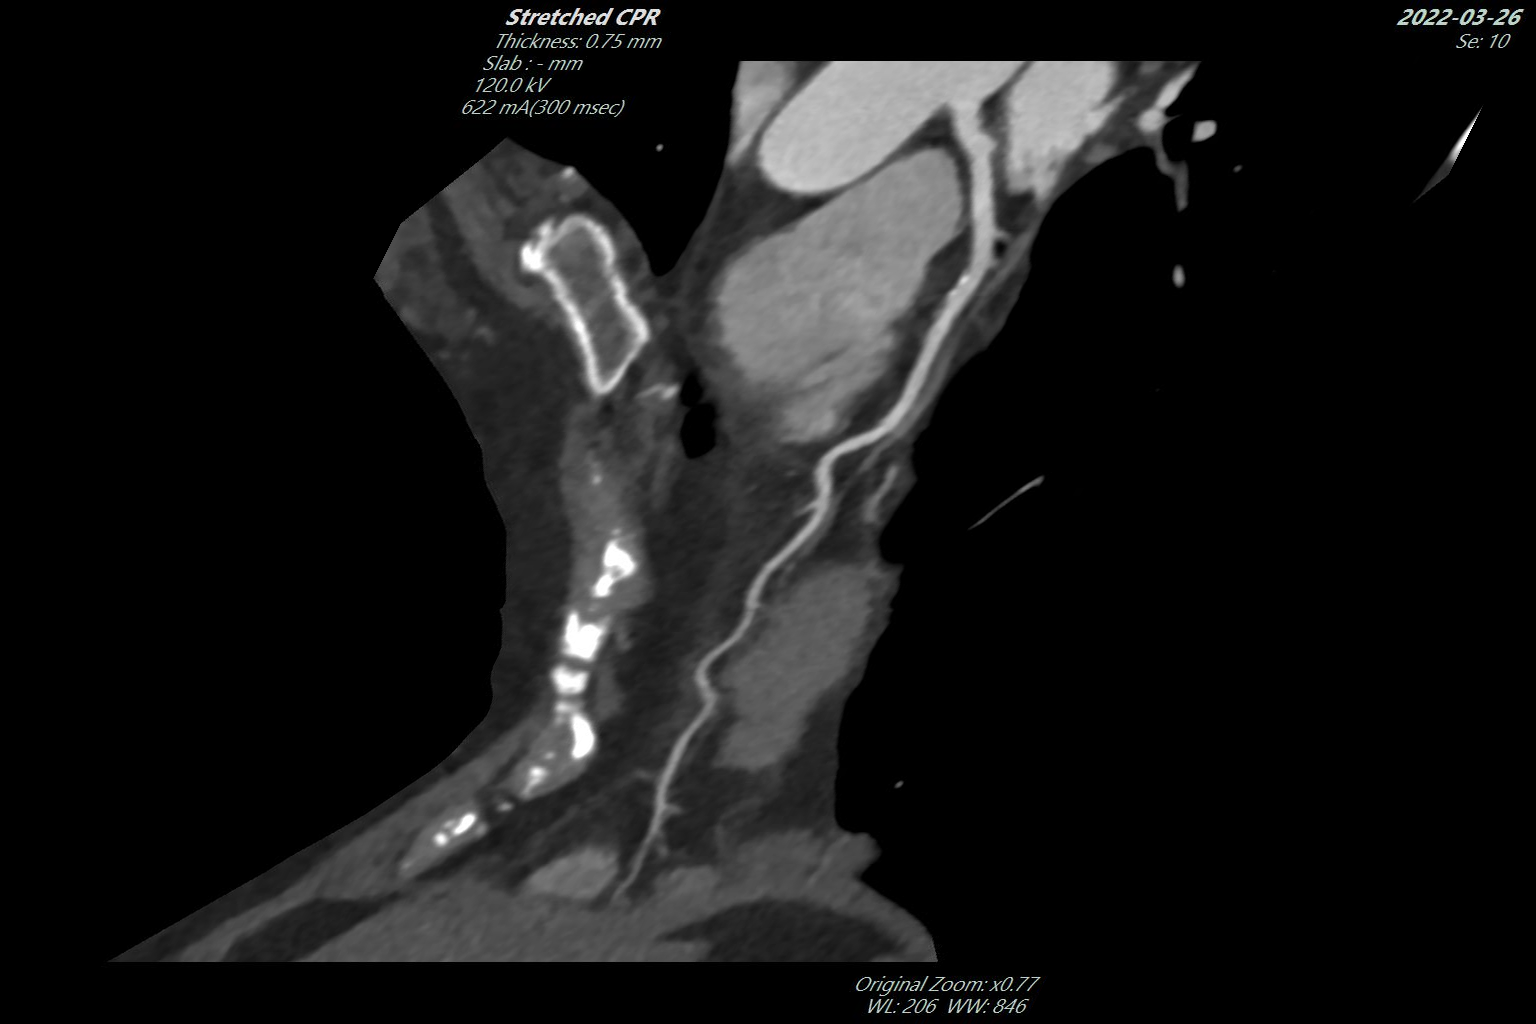 Stretched CPR
Thickness: 0.75 mm
Slab : - mm
120.0 kV
622 mA(300 msec)
2022-03-26
Se: 10
Original Zoom: x0.77
WL: 206 WW: 846